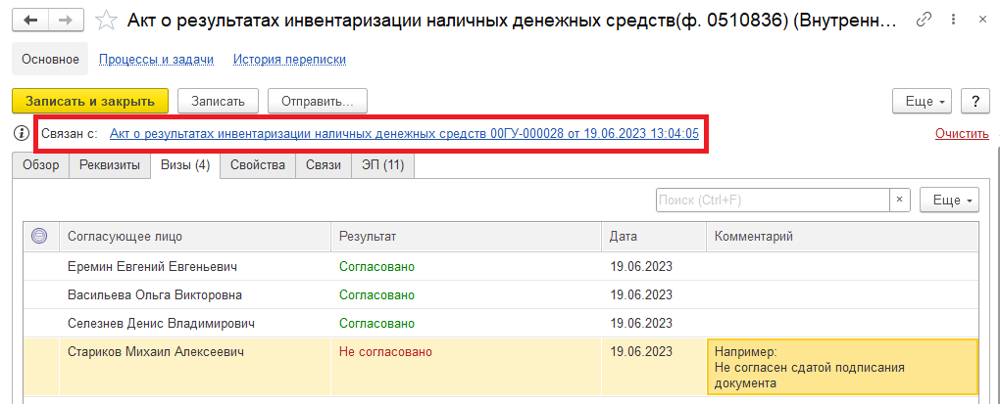 Акт о результатах инвентаризации наличных денежных средств(ф. 0510836) (Внутренн...
Основное Процессы и задачи История переписки
Записать и закрыть Записать Отправить... Еще ?
Связан с: Акт о результатах инвентаризации наличных денежных средств 00ГУ-000028 от 19.06.2023 13:04:05 Очистить
Обзор Реквизиты Визы (4) Свойства Связи ЭП (11)
Поиск (Ctrl+F) × Еще
Согласующее лицо Результат Дата Комментарий
Еремин Евгений Евгеньевич Согласовано 19.06.2023
Васильева Ольга Викторовна Согласовано 19.06.2023
Селезнев Денис Владимирович Согласовано 19.06.2023
Стариков Михаил Алексеевич Не согласовано 19.06.2023 Например:
Не согласен сдатой подписания
документа